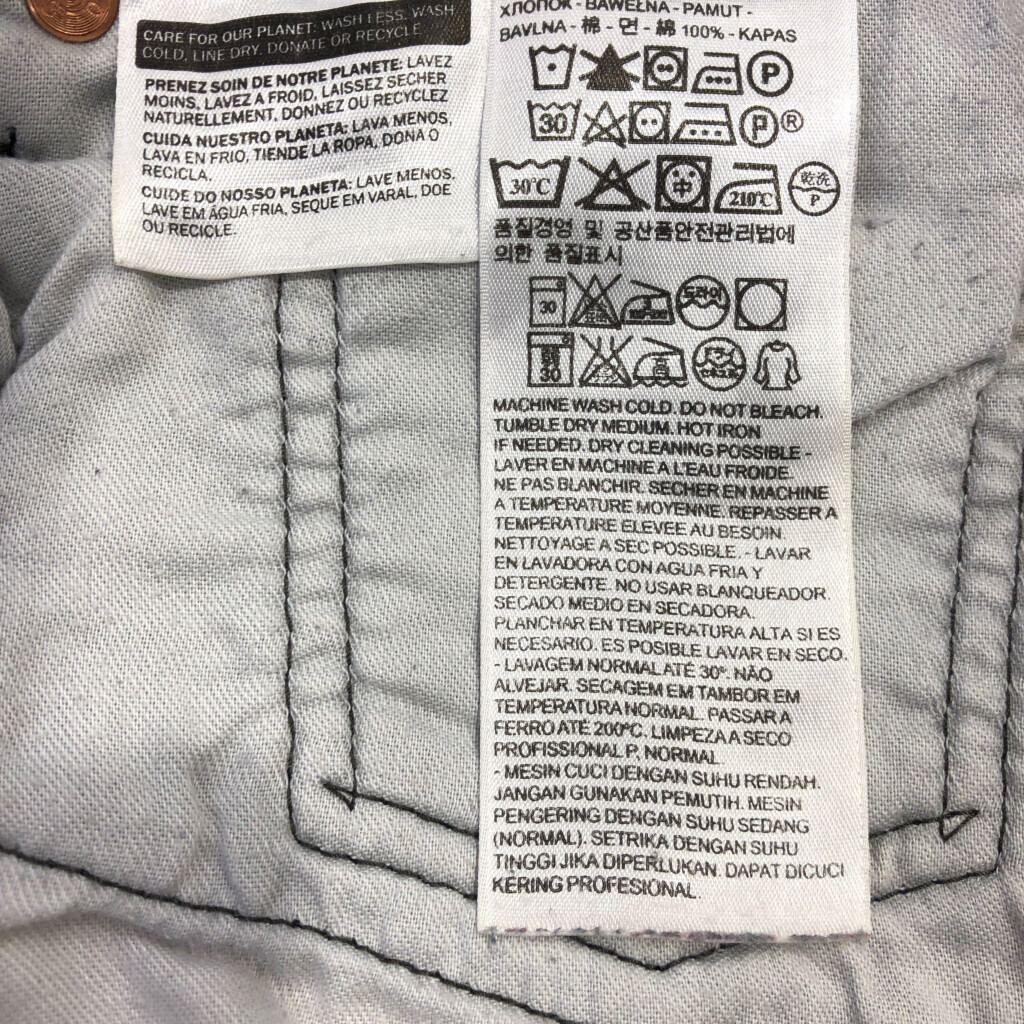 CARE FOR OUR PLANET: WASH LESS, WASH
COLD, LINE DRY, DONATE OR RECYCLE
PRENEZ SOIN DE NOTRE PLANETE: LAVEZ
MOINS, LAVEZ A FROID, LAISSEZ SECHER
NATURELLEMENT, DONNEZ OU RECYCLEZ
CUIDA NUESTRO PLANETA: LAVA MENOS,
LAVA EN FRIO, TIENDE LA ROPA, DONA O
RECICLA.
CUIDE DO NOSSO PLANETA: LAVE MENOS,
LAVE EM ÁGUA FRIA, SEQUE EM VARAL, DOE
OU RECICLE.
ХЛОПОК - BAWEŁNA - PAMUT -
BAVLNA - 棉 - 면 - 綿 100% - KAPAS
P
30 P ®
30℃ 中 210℃ 乾洗 P
품질경영 및 공산품안전관리법에
의한 품질표시
30 드라이
30 高 ドライ
MACHINE WASH COLD. DO NOT BLEACH.
TUMBLE DRY MEDIUM. HOT IRON
IF NEEDED. DRY CLEANING POSSIBLE -
LAVER EN MACHINE A L'EAU FROIDE.
NE PAS BLANCHIR. SECHER EN MACHINE
A TEMPERATURE MOYENNE. REPASSER A
TEMPERATURE ELEVEE AU BESOIN.
NETTOYAGE A SEC POSSIBLE. - LAVAR
EN LAVADORA CON AGUA FRIA Y
DETERGENTE. NO USAR BLANQUEADOR.
SECADO MEDIO EN SECADORA.
PLANCHAR EN TEMPERATURA ALTA SI ES
NECESARIO. ES POSIBLE LAVAR EN SECO.
- LAVAGEM NORMAL ATÉ 30°. NÃO
ALVEJAR. SECAGEM EM TAMBOR EM
TEMPERATURA NORMAL. PASSAR A
FERRO ATÉ 200ºC. LIMPEZA A SECO
PROFISSIONAL P, NORMAL
- MESIN CUCI DENGAN SUHU RENDAH.
JANGAN GUNAKAN PEMUTIH. MESIN
PENGERING DENGAN SUHU SEDANG
(NORMAL). SETRIKA DENGAN SUHU
TINGGI JIKA DIPERLUKAN. DAPAT DICUCI
KERING PROFESIONAL.